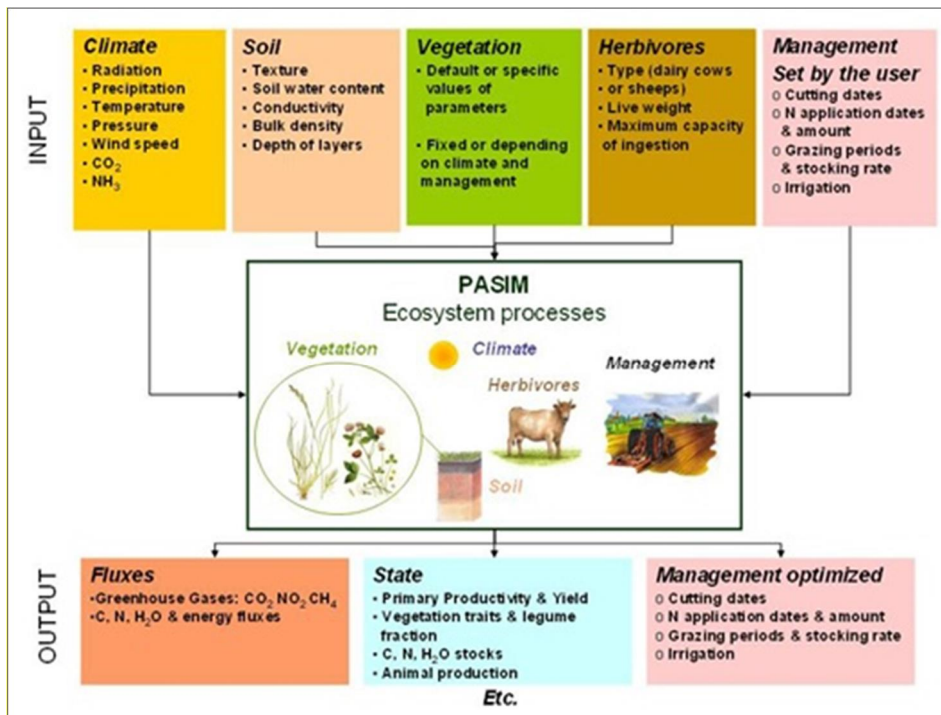 INPUT
Climate
▪ Radiation
▪ Precipitation
▪ Temperature
▪ Pressure
▪ Wind speed
▪ CO₂
▪ NH₃
Soil
▪ Texture
▪ Soil water content
▪ Conductivity
▪ Bulk density
▪ Depth of layers
Vegetation
▪ Default or specific
values of
parameters
▪ Fixed or depending
on climate and
management
Herbivores
▪ Type (dairy cows
or sheeps)
▪ Live weight
▪ Maximum capacity
of ingestion
Management
Set by the user
o Cutting dates
o N application dates
& amount
o Grazing periods
& stocking rate
o Irrigation
PASIM
Ecosystem processes
Vegetation
Climate
Herbivores
Management
Soil
OUTPUT
Fluxes
▪Greenhouse Gases: CO₂ NO₂ CH₄
▪C, N, H₂O & energy fluxes
State
▪ Primary Productivity & Yield
▪ Vegetation traits & legume
fraction
▪ C, N, H₂O stocks
▪ Animal production
Management optimized
o Cutting dates
o N application dates & amount
o Grazing periods & stocking rate
o Irrigation
Etc.